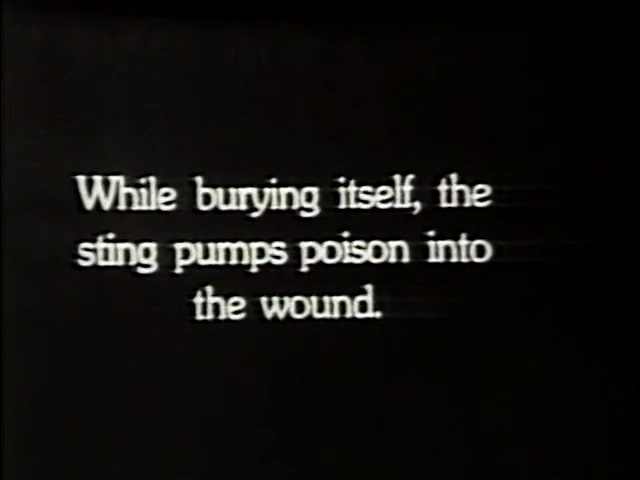 While burying itself, the
sting pumps poison into
the wound.